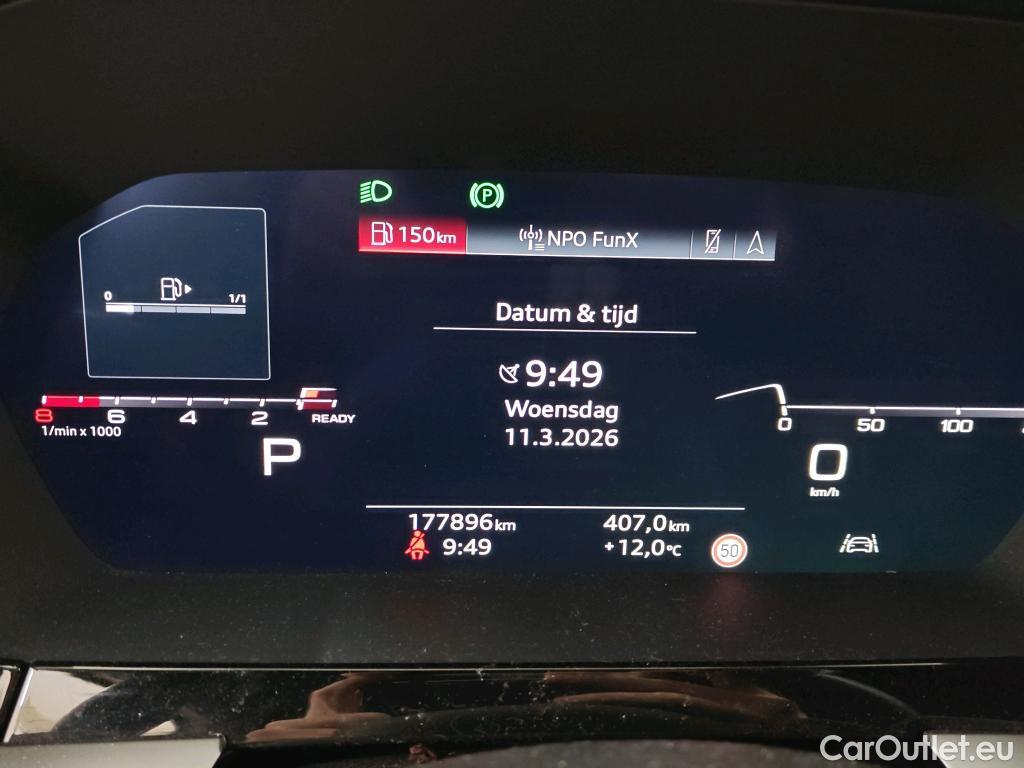 150km
NPO FunX
0 1/1
Datum & tijd
9:49
Woensdag
11.3.2026
8 6 4 2 READY
1/min x 1000
P
0 50 100
0
km/h
177896km 407,0km
9:49 +12,0°C
50
CarOutlet.eu